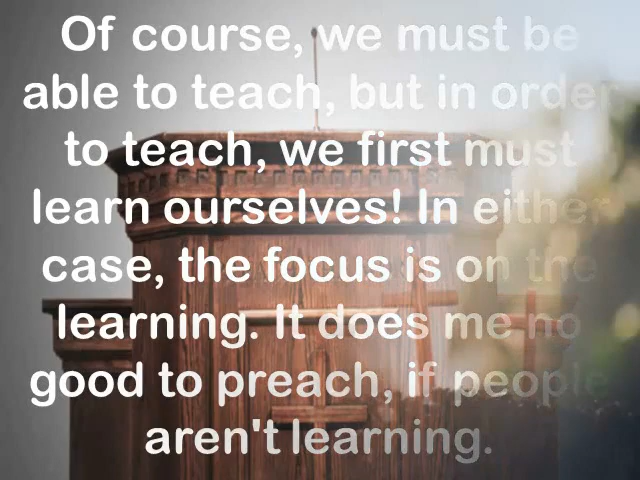 Of course, we must be
able to teach, but in order
to teach, we first must
learn ourselves! In either
case, the focus is on the
learning. It does me no
good to preach, if people
aren't learning.